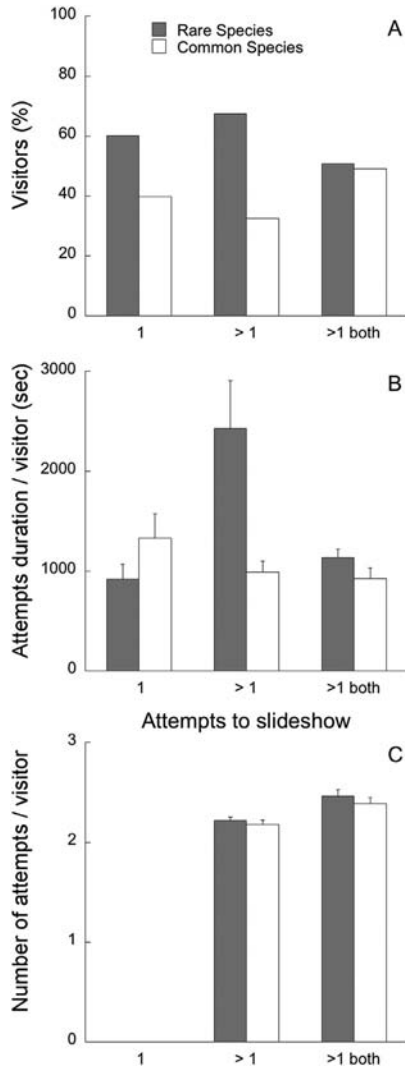 A
Rare Species
Common Species
Visitors (%)
100
80
60
40
20
0
1
> 1
>1 both
B
Attempts duration / visitor (sec)
3000
2000
1000
0
1
> 1
>1 both
Attempts to slideshow
C
Number of attempts / visitor
3
2
1
0
1
> 1
>1 both